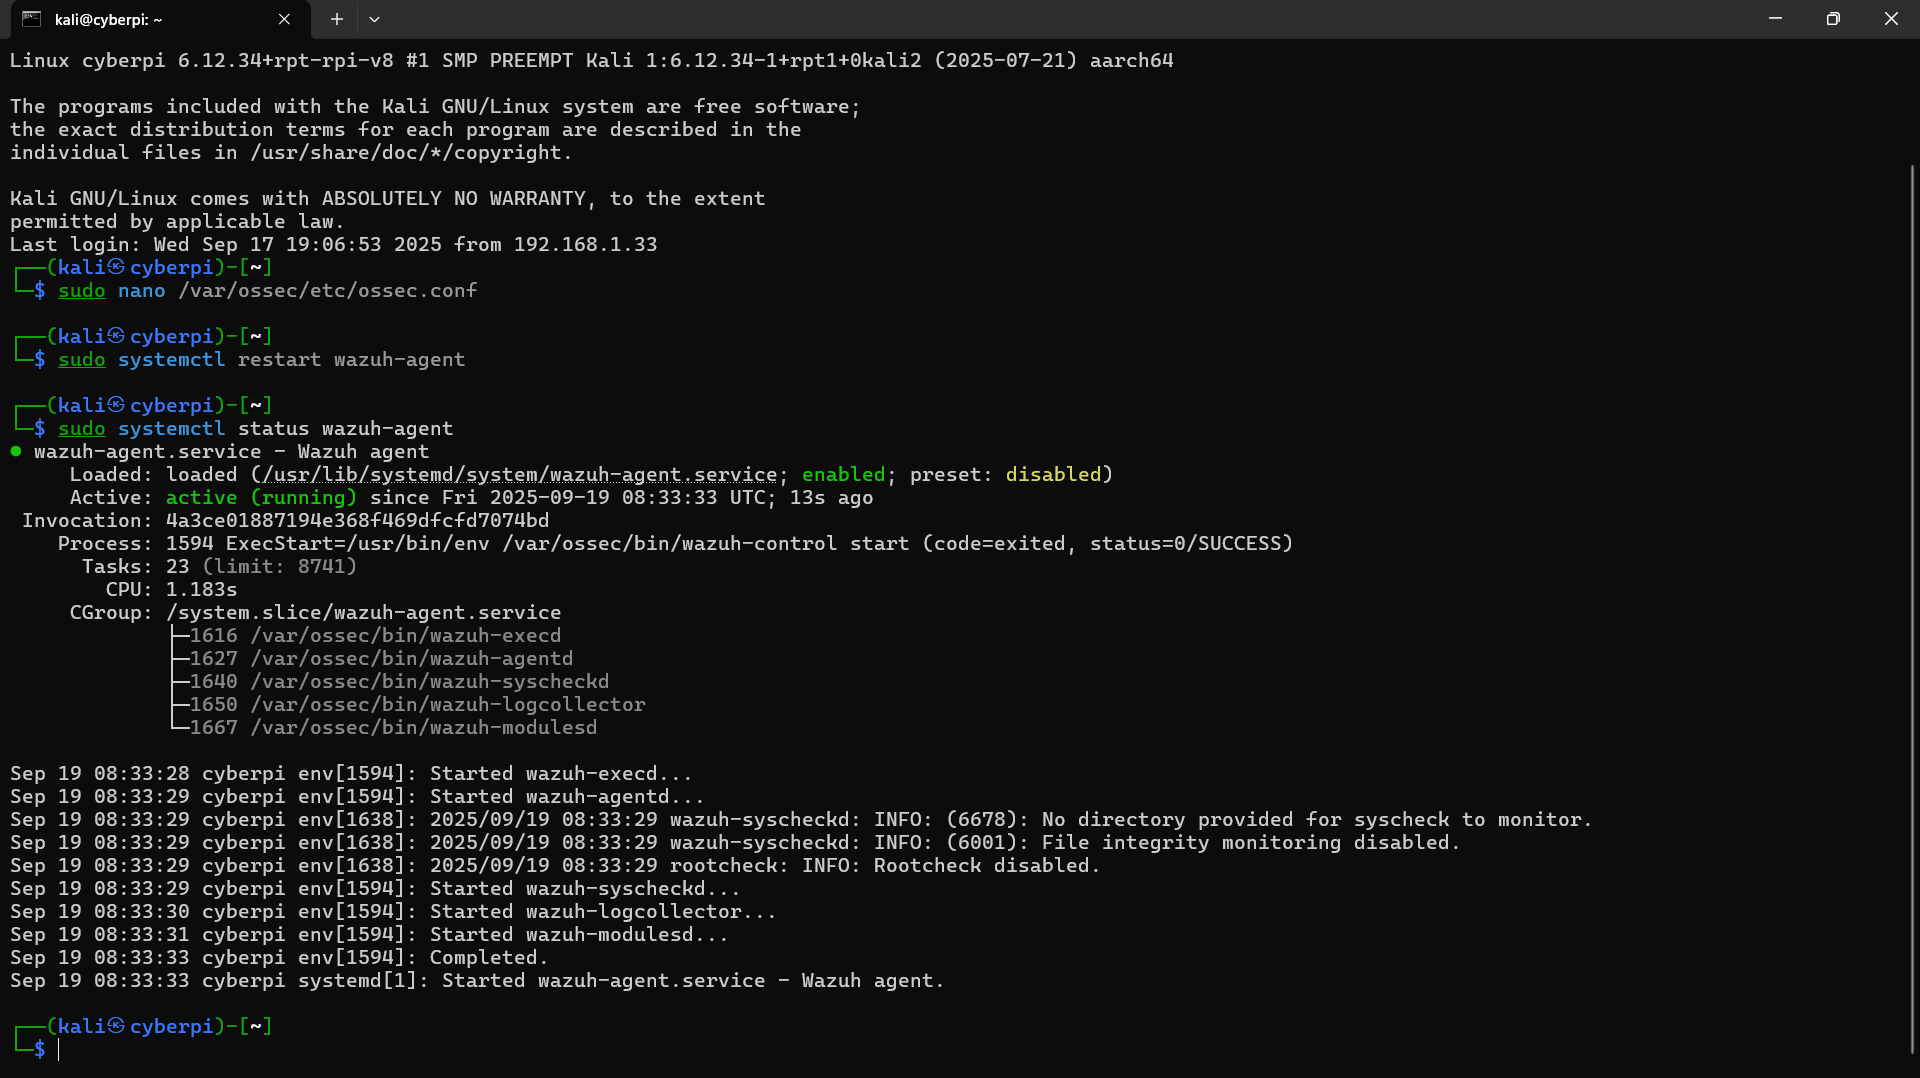 kali@cyberpi: ~
Linux cyberpi 6.12.34+rpt-rpi-v8 #1 SMP PREEMPT Kali 1:6.12.34-1+rpt1+0kali2 (2025-07-21) aarch64
The programs included with the Kali GNU/Linux system are free software;
the exact distribution terms for each program are described in the
individual files in /usr/share/doc/*/copyright.
Kali GNU/Linux comes with ABSOLUTELY NO WARRANTY, to the extent
permitted by applicable law.
Last login: Wed Sep 17 19:06:53 2025 from 192.168.1.33
┌──(kali㉿cyberpi)-[~]
└─$ sudo nano /var/ossec/etc/ossec.conf
┌──(kali㉿cyberpi)-[~]
└─$ sudo systemctl restart wazuh-agent
┌──(kali㉿cyberpi)-[~]
└─$ sudo systemctl status wazuh-agent
● wazuh-agent.service - Wazuh agent
Loaded: loaded (/usr/lib/systemd/system/wazuh-agent.service; enabled; preset: disabled)
Active: active (running) since Fri 2025-09-19 08:33:33 UTC; 13s ago
Invocation: 4a3ce01887194e368f469dfcfd7074bd
Process: 1594 ExecStart=/usr/bin/env /var/ossec/bin/wazuh-control start (code=exited, status=0/SUCCESS)
Tasks: 23 (limit: 8741)
CPU: 1.183s
CGroup: /system.slice/wazuh-agent.service
├─1616 /var/ossec/bin/wazuh-execd
├─1627 /var/ossec/bin/wazuh-agentd
├─1640 /var/ossec/bin/wazuh-syscheckd
├─1650 /var/ossec/bin/wazuh-logcollector
└─1667 /var/ossec/bin/wazuh-modulesd
Sep 19 08:33:28 cyberpi env[1594]: Started wazuh-execd...
Sep 19 08:33:29 cyberpi env[1594]: Started wazuh-agentd...
Sep 19 08:33:29 cyberpi env[1638]: 2025/09/19 08:33:29 wazuh-syscheckd: INFO: (6678): No directory provided for syscheck to monitor.
Sep 19 08:33:29 cyberpi env[1638]: 2025/09/19 08:33:29 wazuh-syscheckd: INFO: (6001): File integrity monitoring disabled.
Sep 19 08:33:29 cyberpi env[1638]: 2025/09/19 08:33:29 rootcheck: INFO: Rootcheck disabled.
Sep 19 08:33:29 cyberpi env[1594]: Started wazuh-syscheckd...
Sep 19 08:33:30 cyberpi env[1594]: Started wazuh-logcollector...
Sep 19 08:33:31 cyberpi env[1594]: Started wazuh-modulesd...
Sep 19 08:33:33 cyberpi env[1594]: Completed.
Sep 19 08:33:33 cyberpi systemd[1]: Started wazuh-agent.service - Wazuh agent.
┌──(kali㉿cyberpi)-[~]
└─$